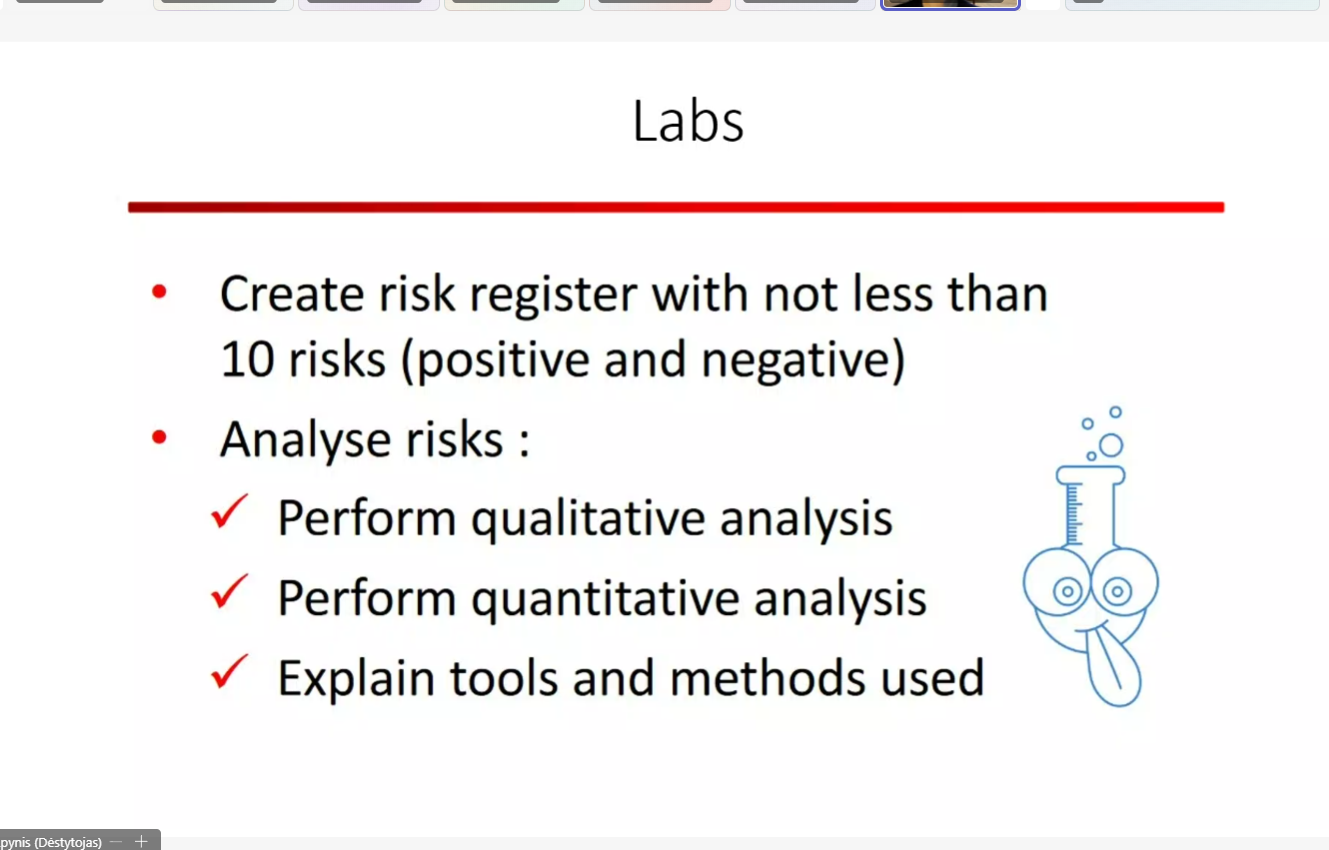 Labs
• Create risk register with not less than
10 risks (positive and negative)
• Analyse risks :
✓ Perform qualitative analysis
✓ Perform quantitative analysis
✓ Explain tools and methods used
pynis (Dėstytojas)